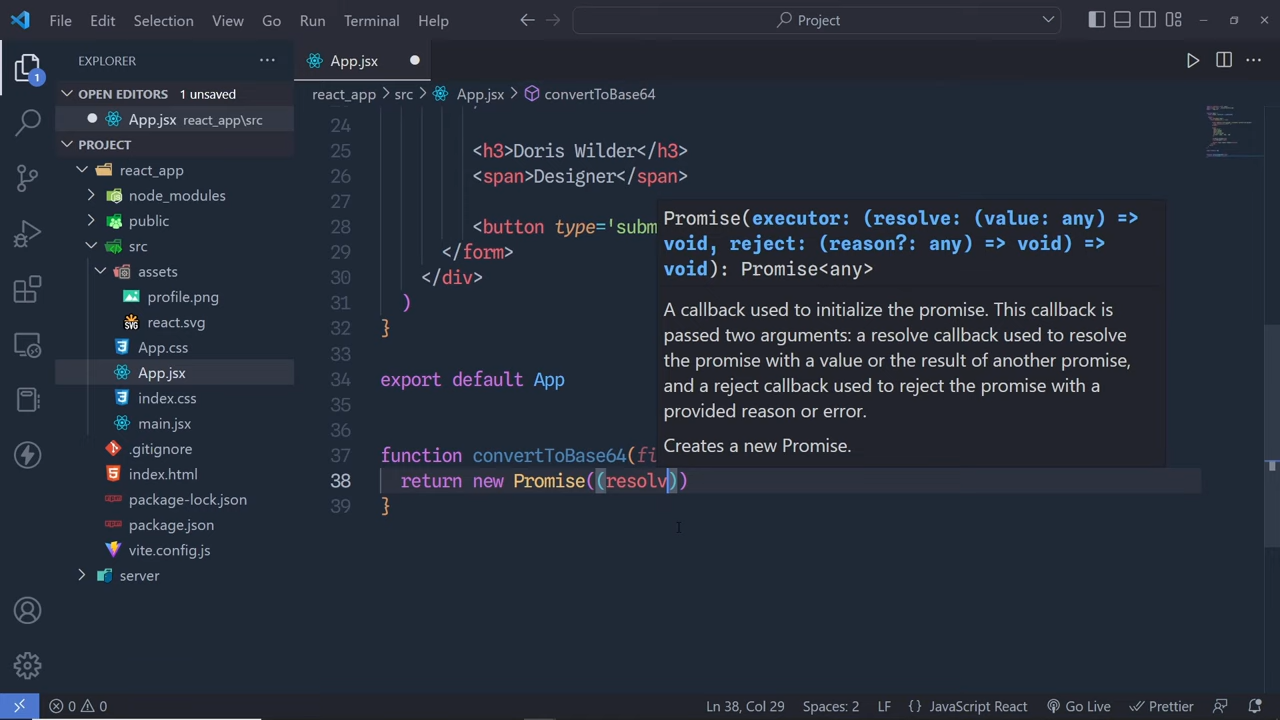 File Edit Selection View Go Run Terminal Help
Project
EXPLORER
App.jsx
OPEN EDITORS 1 unsaved
App.jsx react_app\src
PROJECT
react_app
node_modules
public
src
assets
profile.png
react.svg
App.css
App.jsx
index.css
main.jsx
.gitignore
index.html
package-lock.json
package.json
vite.config.js
server
1
react_app > src > App.jsx > convertToBase64
24
25 <h3>Doris Wilder</h3>
26 <span>Designer</span>
27
28 <button type='subm
29 </form>
30 </div>
31 )
32 }
33
34 export default App
35
36
37 function convertToBase64(fi
38 return new Promise((resolv))
39 }
Promise(executor: (resolve: (value: any) =>
void, reject: (reason?: any) => void) =>
void): Promise<any>
A callback used to initialize the promise. This callback is
passed two arguments: a resolve callback used to resolve
the promise with a value or the result of another promise,
and a reject callback used to reject the promise with a
provided reason or error.
Creates a new Promise.
0 0
Ln 38, Col 29 Spaces: 2 LF {} JavaScript React Go Live Prettier